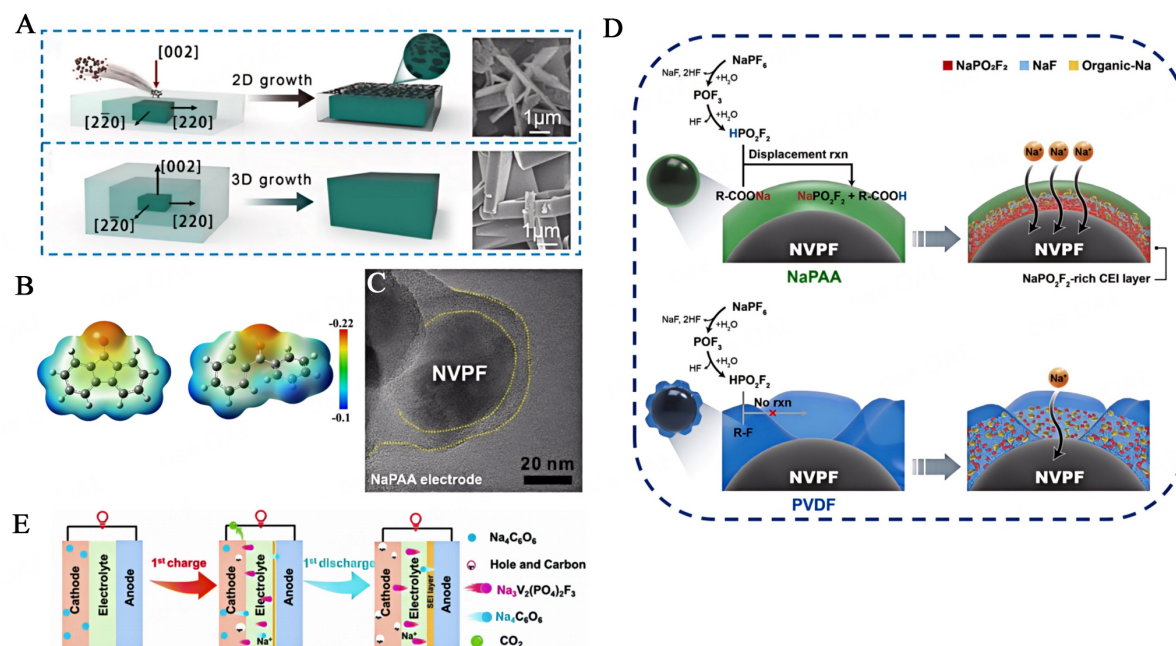 A
[002]
2D growth
[2̅20]
[220]
1μm
[002]
3D growth
[2̅20]
[220]
1μm
B
-0.22
-0.1
C
NVPF
NaPAA electrode
20 nm
D
NaPO₂F₂
NaF
Organic-Na
NaPF₆
NaF, 2HF
+H₂O
POF₃
HF
+H₂O
HPO₂F₂
Displacement rxn
R-COONa
NaPO₂F₂ + R-COOH
NVPF
NaPAA
Na⁺ Na⁺ Na⁺
NVPF
NaPO₂F₂-rich CEI layer
NaPF₆
NaF, 2HF
+H₂O
POF₃
HF
+H₂O
HPO₂F₂
No rxn
R-F
NVPF
PVDF
Na⁺
NVPF
E
Cathode
Electrolyte
Anode
1st charge
Cathode
Electrolyte
Anode
Na⁺
1st discharge
Cathode
Electrolyte
SEI layer
Anode
Na⁺
Na₄C₆O₆
Hole and Carbon
Na₃V₂(PO₄)₂F₃
Na₄C₆O₆
CO₂